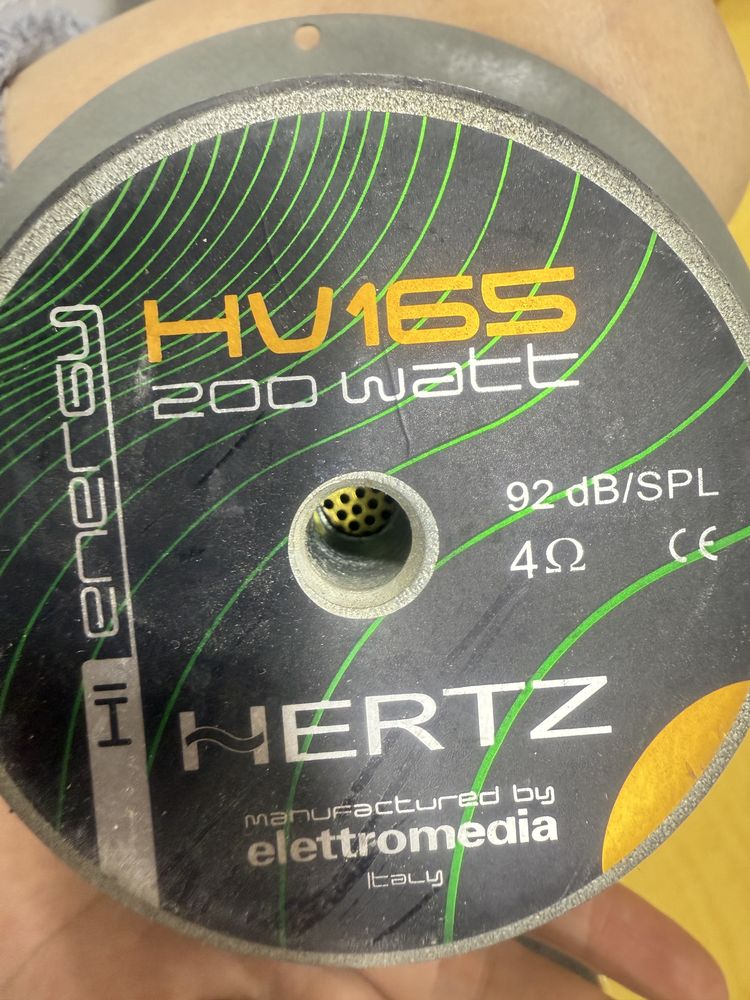 HV165
200 watt
92 dB/SPL
4Ω
CE
HI energy
HERTZ
manufactured by
elettromedia
Italy